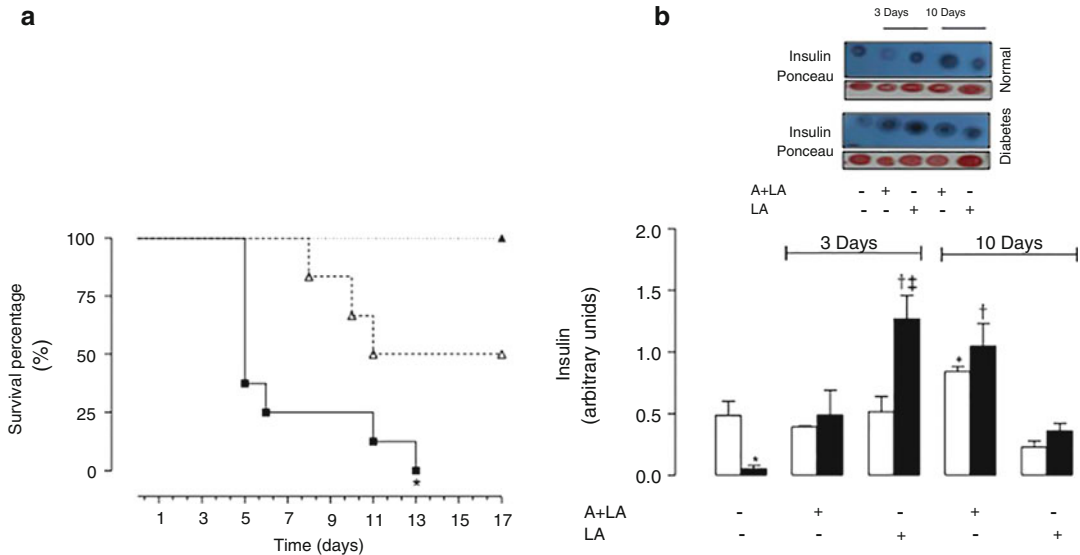 a
Survival percentage
(%)
100
75
50
25
0
*
1 3 5 7 9 11 13 15 17
Time (days)
b
3 Days 10 Days
Insulin
Ponceau
Normal
Insulin
Ponceau
Diabetes
A+LA - + - + -
LA - - + - +
Insulin
(arbitrary unids)
2.0
1.5
1.0
0.5
0.0
3 Days
10 Days
*
†‡
*
†
A+LA - + - + -
LA - - + - +